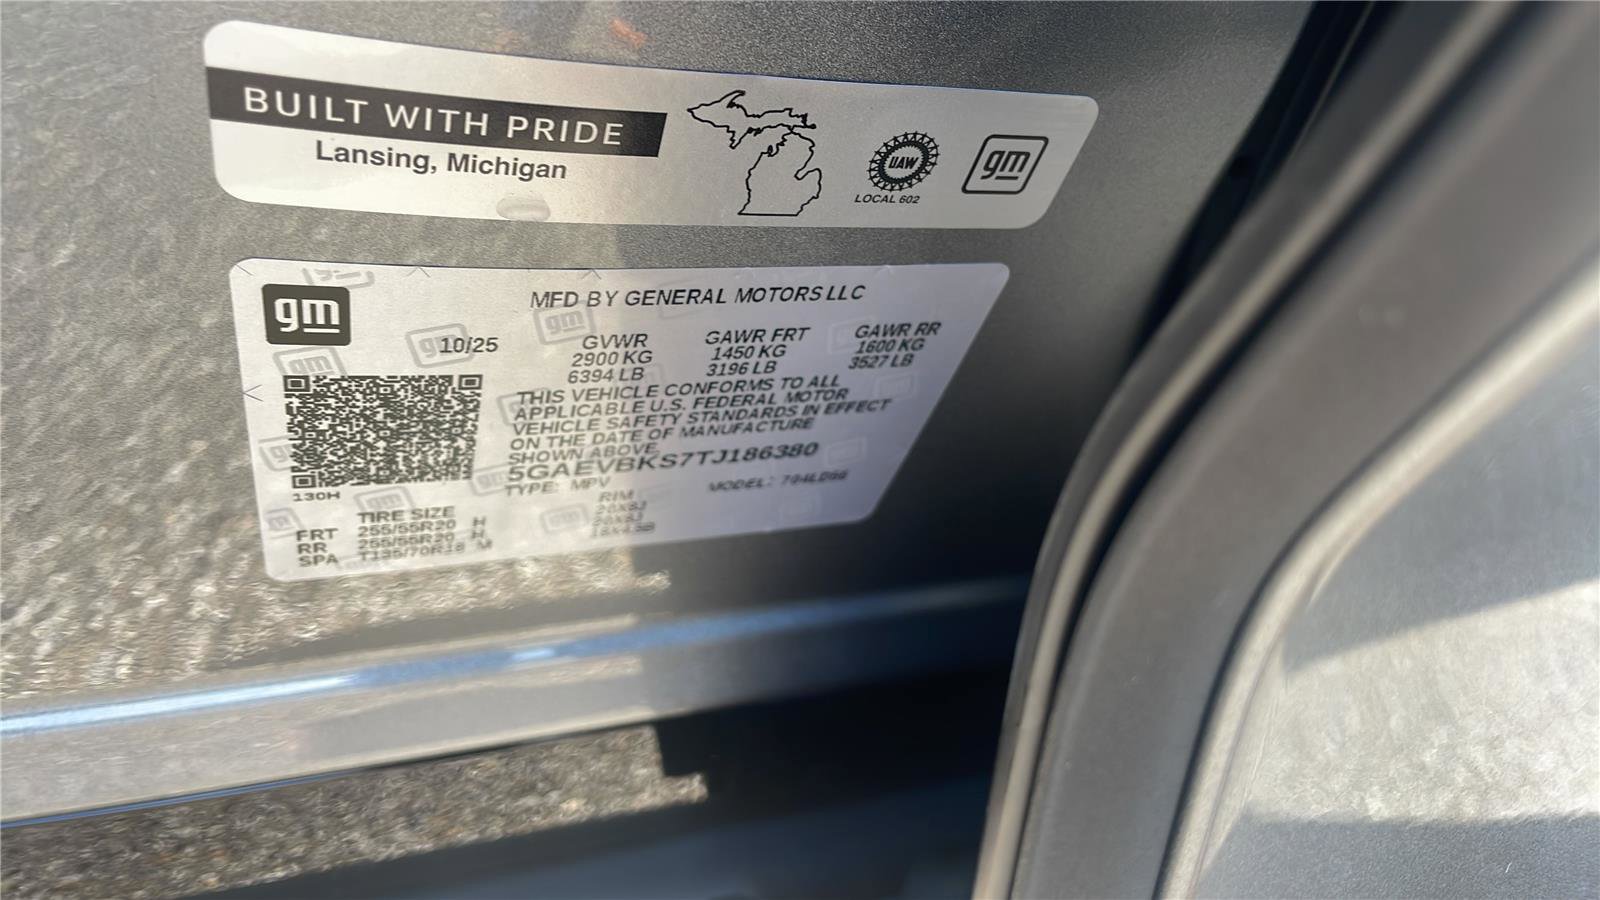 BUILT WITH PRIDE
Lansing, Michigan
UAW
LOCAL 602
gm
gm
MFD BY GENERAL MOTORS LLC
10/25
GVWR
2900 KG
6394 LB
GAWR FRT
1450 KG
3196 LB
GAWR RR
1600 KG
3527 LB
THIS VEHICLE CONFORMS TO ALL
APPLICABLE U.S. FEDERAL MOTOR
VEHICLE SAFETY STANDARDS IN EFFECT
ON THE DATE OF MANUFACTURE
SHOWN ABOVE
5GAEVBKS7TJ186380
TYPE: MPV
MODEL:
130H
TIRE SIZE
RIM
FRT 255/55R20 H
RR 255/55R20 H
SPA T135/70R18 M